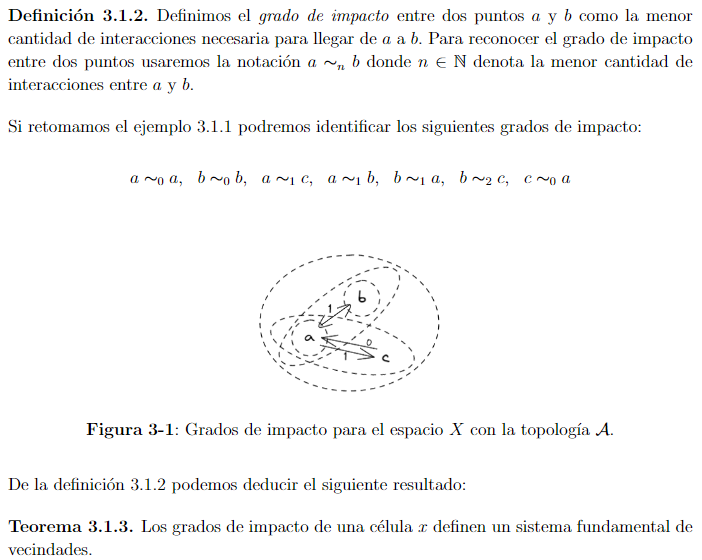 Definición 3.1.2. Definimos el grado de impacto entre dos puntos a y b como la menor
cantidad de interacciones necesaria para llegar de a a b. Para reconocer el grado de impacto
entre dos puntos usaremos la notación a ∼ₙ b donde n ∈ ℕ denota la menor cantidad de
interacciones entre a y b.
Si retomamos el ejemplo 3.1.1 podremos identificar los siguientes grados de impacto:
a ∼₀ a, b ∼₀ b, a ∼₁ c, a ∼₁ b, b ∼₁ a, b ∼₂ c, c ∼₀ a
b
1
a
0
1
c
Figura 3-1: Grados de impacto para el espacio X con la topología 𝒜.
De la definición 3.1.2 podemos deducir el siguiente resultado:
Teorema 3.1.3. Los grados de impacto de una célula x definen un sistema fundamental de
vecindades.